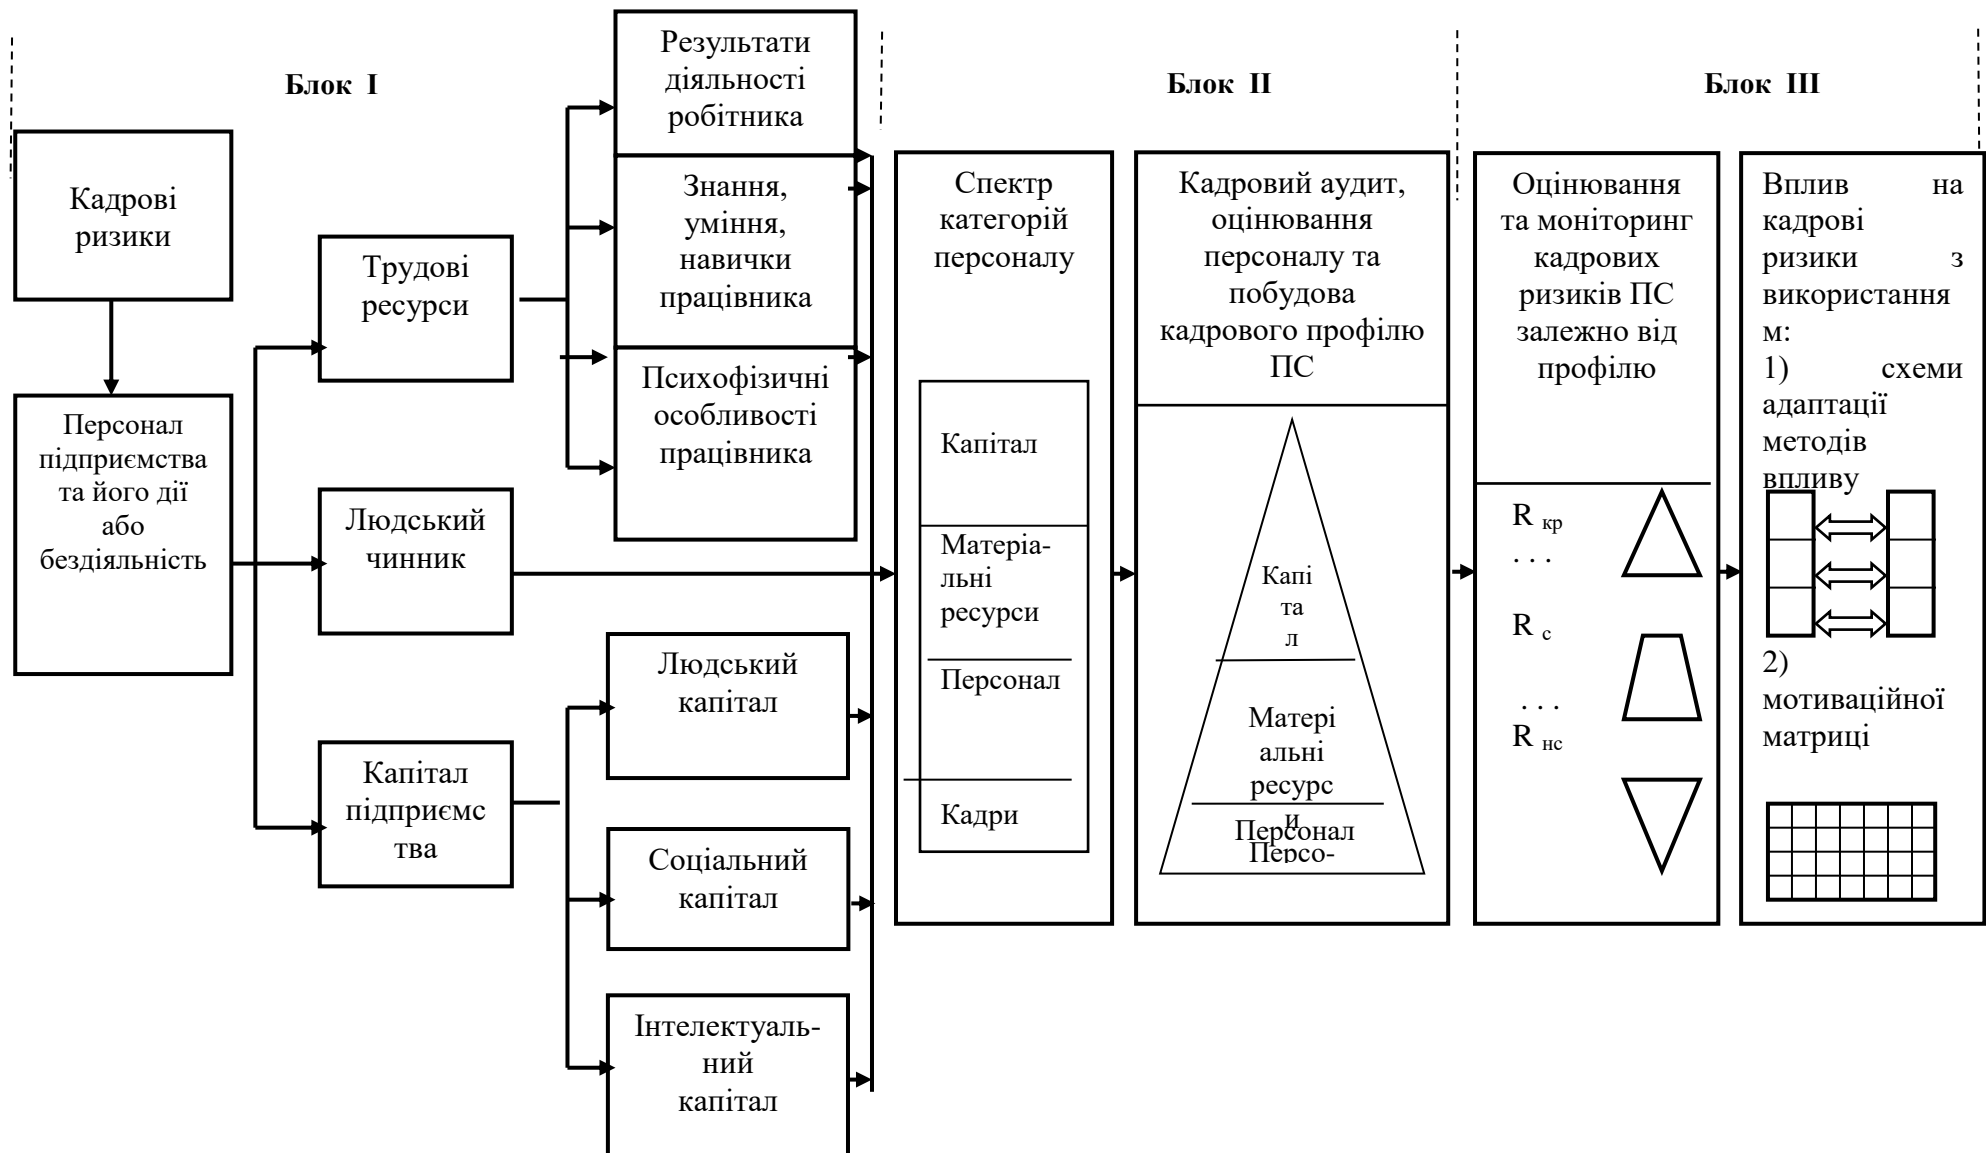 Блок I
Блок II
Блок III
Кадрові
ризики
Персонал
підприємства
та його дії
або
бездіяльність
Трудові
ресурси
Людський
чинник
Капітал
підприємс
тва
Результати
діяльності
робітника
Знання,
уміння,
навички
працівника
Психофізичні
особливості
працівника
Людський
капітал
Соціальний
капітал
Інтелектуаль-
ний
капітал
Спектр
категорій
персоналу
Капітал
Матеріа-
льні
ресурси
Персонал
Кадри
Кадровий аудит,
оцінювання
персоналу та
побудова
кадрового профілю
ПС
Капі
та
л
Матері
альні
ресурс
и
Персонал
Персо-
Оцінювання
та моніторинг
кадрових
ризиків ПС
залежно від
профілю
R кр
. . .
R с
. . .
R нс
Вплив на
кадрові
ризики з
використання
м:
1) схеми
адаптації
методів
впливу
2)
мотиваційної
матриці